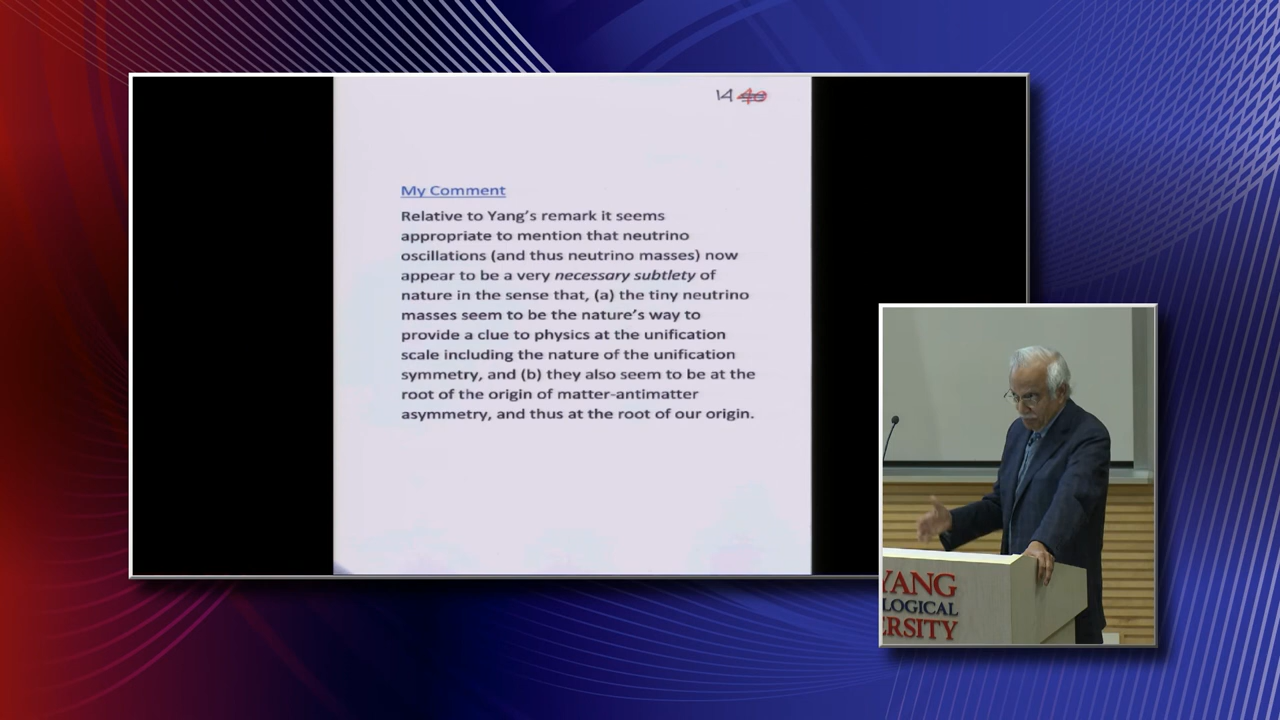 14 40
My Comment
Relative to Yang's remark it seems
appropriate to mention that neutrino
oscillations (and thus neutrino masses) now
appear to be a very necessary subtlety of
nature in the sense that, (a) the tiny neutrino
masses seem to be the nature's way to
provide a clue to physics at the unification
scale including the nature of the unification
symmetry, and (b) they also seem to be at the
root of the origin of matter-antimatter
asymmetry, and thus at the root of our origin.
YANG
LOGICAL
ERSITY